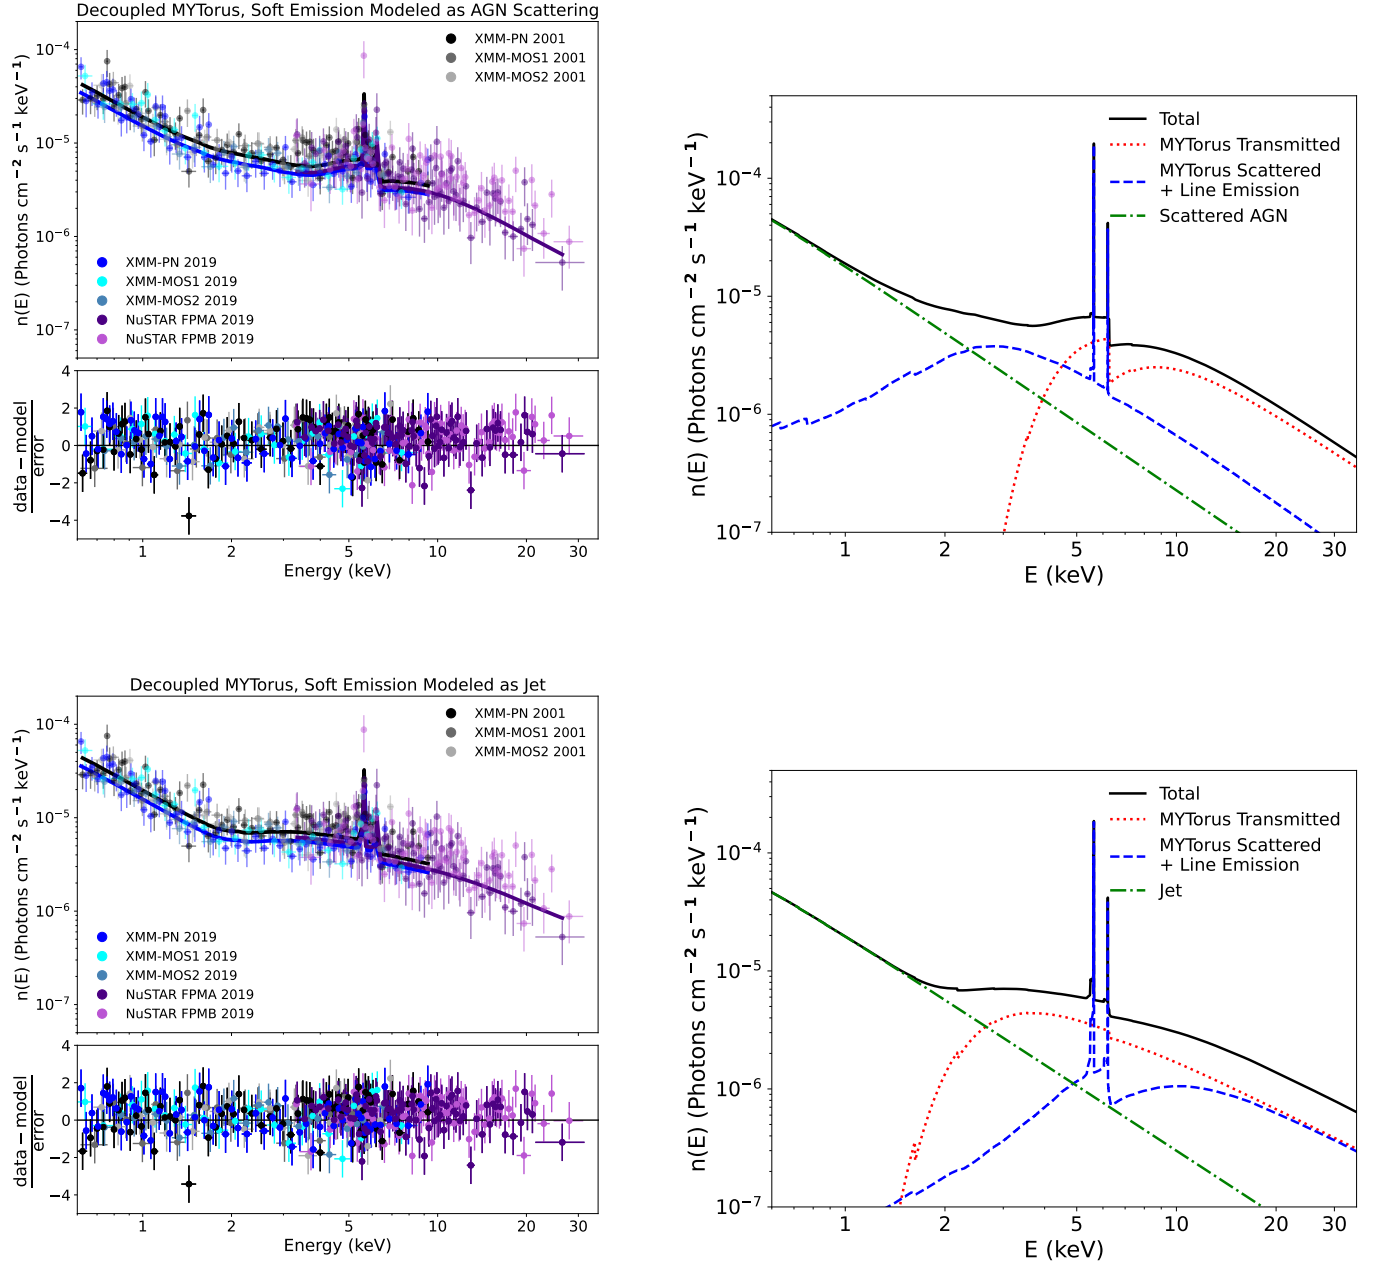 Decoupled MYTorus, Soft Emission Modeled as AGN Scattering
n(E) (Photons cm⁻² s⁻¹ keV⁻¹)
10⁻⁴
10⁻⁵
10⁻⁶
10⁻⁷
XMM-PN 2001
XMM-MOS1 2001
XMM-MOS2 2001
XMM-PN 2019
XMM-MOS1 2019
XMM-MOS2 2019
NuSTAR FPMA 2019
NuSTAR FPMB 2019
data − model
error
4
2
0
−2
−4
1 2 5 10 20 30
Energy (keV)
n(E) (Photons cm⁻² s⁻¹ keV⁻¹)
10⁻⁴
10⁻⁵
10⁻⁶
10⁻⁷
Total
MYTorus Transmitted
MYTorus Scattered
+ Line Emission
Scattered AGN
1 2 5 10 20 30
E (keV)
Decoupled MYTorus, Soft Emission Modeled as Jet
n(E) (Photons cm⁻² s⁻¹ keV⁻¹)
10⁻⁴
10⁻⁵
10⁻⁶
10⁻⁷
XMM-PN 2001
XMM-MOS1 2001
XMM-MOS2 2001
XMM-PN 2019
XMM-MOS1 2019
XMM-MOS2 2019
NuSTAR FPMA 2019
NuSTAR FPMB 2019
data − model
error
4
2
0
−2
−4
1 2 5 10 20 30
Energy (keV)
n(E) (Photons cm⁻² s⁻¹ keV⁻¹)
10⁻⁴
10⁻⁵
10⁻⁶
10⁻⁷
Total
MYTorus Transmitted
MYTorus Scattered
+ Line Emission
Jet
1 2 5 10 20 30
E (keV)